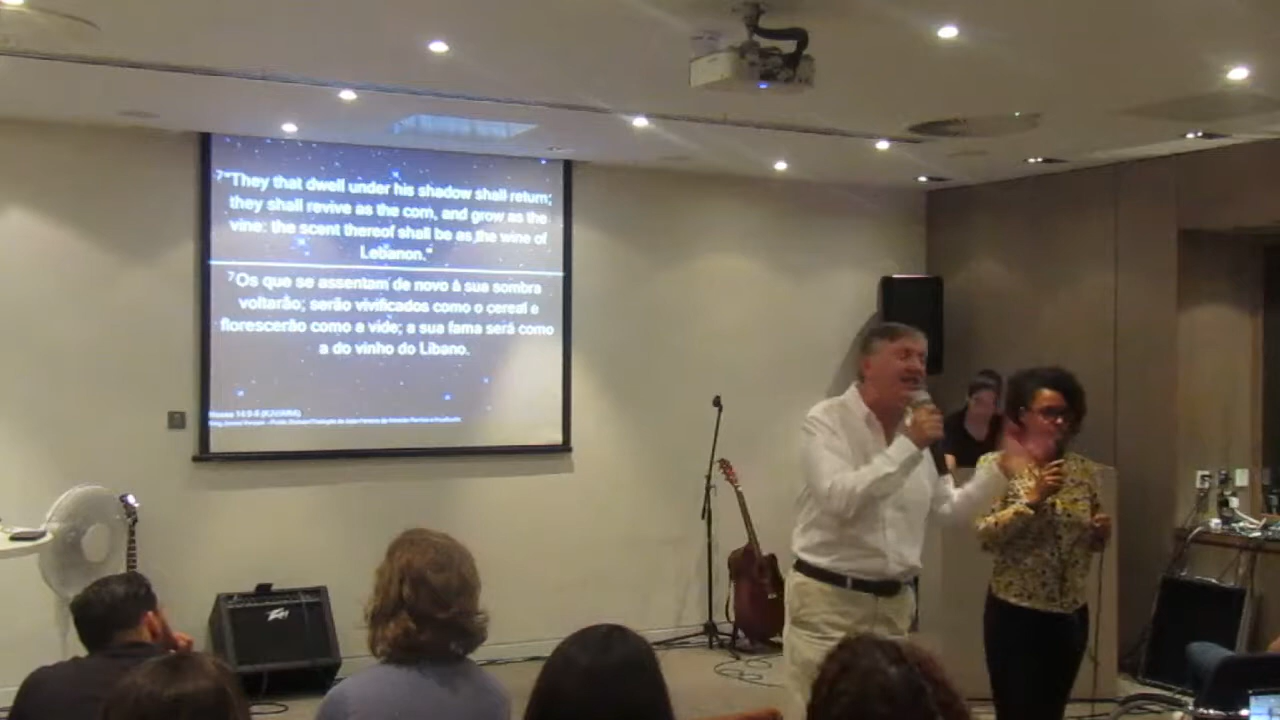 7"They that dwell under his shadow shall return;
they shall revive as the corn, and grow as the
vine: the scent thereof shall be as the wine of
Lebanon."
7Os que se assentam de novo à sua sombra
voltarão; serão vivificados como o cereal e
florescerão como a vide; a sua fama será como
a do vinho do Líbano.
PEAVEY